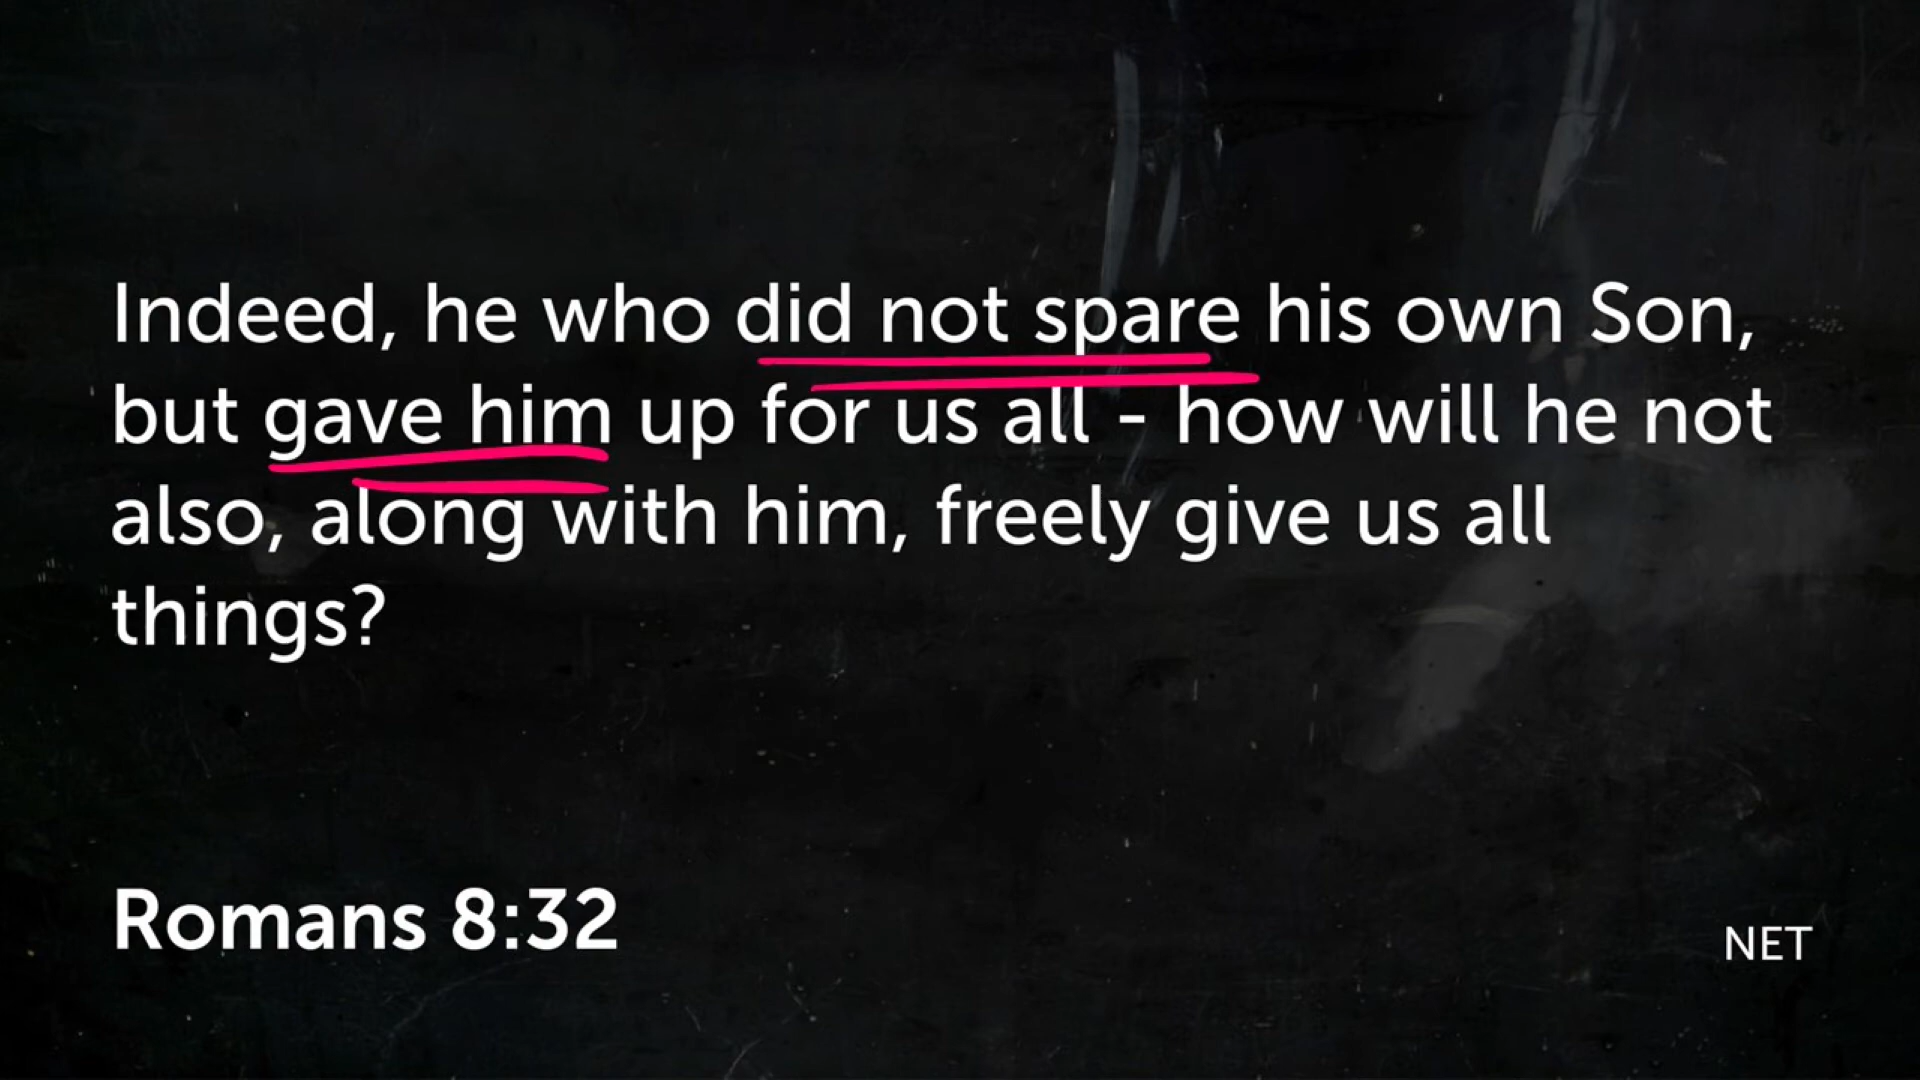 Indeed, he who did not spare his own Son,
but gave him up for us all - how will he not
also, along with him, freely give us all
things?
Romans 8:32
NET